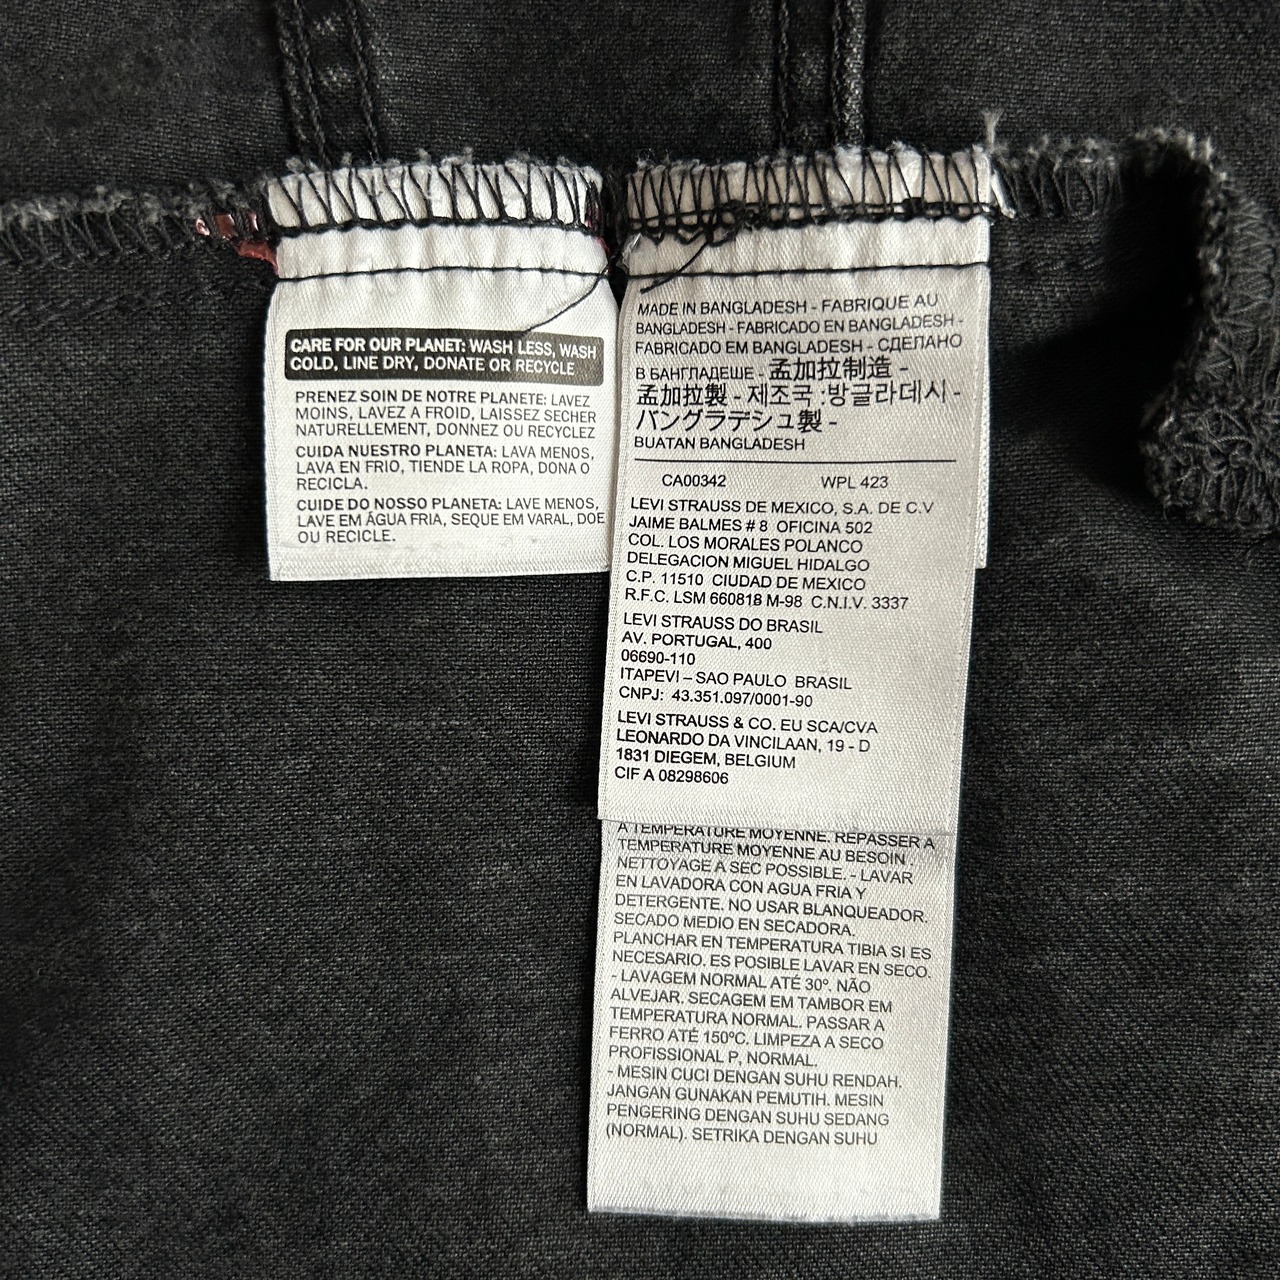 CARE FOR OUR PLANET: WASH LESS, WASH
COLD, LINE DRY, DONATE OR RECYCLE
PRENEZ SOIN DE NOTRE PLANETE: LAVEZ
MOINS, LAVEZ A FROID, LAISSEZ SECHER
NATURELLEMENT, DONNEZ OU RECYCLEZ
CUIDA NUESTRO PLANETA: LAVA MENOS,
LAVA EN FRIO, TIENDE LA ROPA, DONA O
RECICLA.
CUIDE DO NOSSO PLANETA: LAVE MENOS,
LAVE EM ÁGUA FRIA, SEQUE EM VARAL, DOE
OU RECICLE.
MADE IN BANGLADESH - FABRIQUE AU
BANGLADESH - FABRICADO EN BANGLADESH -
FABRICADO EM BANGLADESH - СДЕЛАНО
В БАНГЛАДЕШЕ - 孟加拉制造 -
孟加拉製 - 제조국 :방글라데시 -
バングラデシュ製 -
BUATAN BANGLADESH
CA00342 WPL 423
LEVI STRAUSS DE MEXICO, S.A. DE C.V
JAIME BALMES # 8 OFICINA 502
COL. LOS MORALES POLANCO
DELEGACION MIGUEL HIDALGO
C.P. 11510 CIUDAD DE MEXICO
R.F.C. LSM 660818 M-98 C.N.I.V. 3337
LEVI STRAUSS DO BRASIL
AV. PORTUGAL, 400
06690-110
ITAPEVI – SAO PAULO BRASIL
CNPJ: 43.351.097/0001-90
LEVI STRAUSS & CO. EU SCA/CVA
LEONARDO DA VINCILAAN, 19 - D
1831 DIEGEM, BELGIUM
CIF A 08298606
A TEMPERATURE MOYENNE. REPASSER A
TEMPERATURE MOYENNE AU BESOIN .
NETTOYAGE A SEC POSSIBLE. - LAVAR
EN LAVADORA CON AGUA FRIA Y
DETERGENTE. NO USAR BLANQUEADOR.
SECADO MEDIO EN SECADORA.
PLANCHAR EN TEMPERATURA TIBIA SI ES
NECESARIO. ES POSIBLE LAVAR EN SECO.
- LAVAGEM NORMAL ATÉ 30º. NÃO
ALVEJAR. SECAGEM EM TAMBOR EM
TEMPERATURA NORMAL. PASSAR A
FERRO ATÉ 150ºC. LIMPEZA A SECO
PROFISSIONAL P, NORMAL.
- MESIN CUCI DENGAN SUHU RENDAH.
JANGAN GUNAKAN PEMUTIH. MESIN
PENGERING DENGAN SUHU SEDANG
(NORMAL). SETRIKA DENGAN SUHU